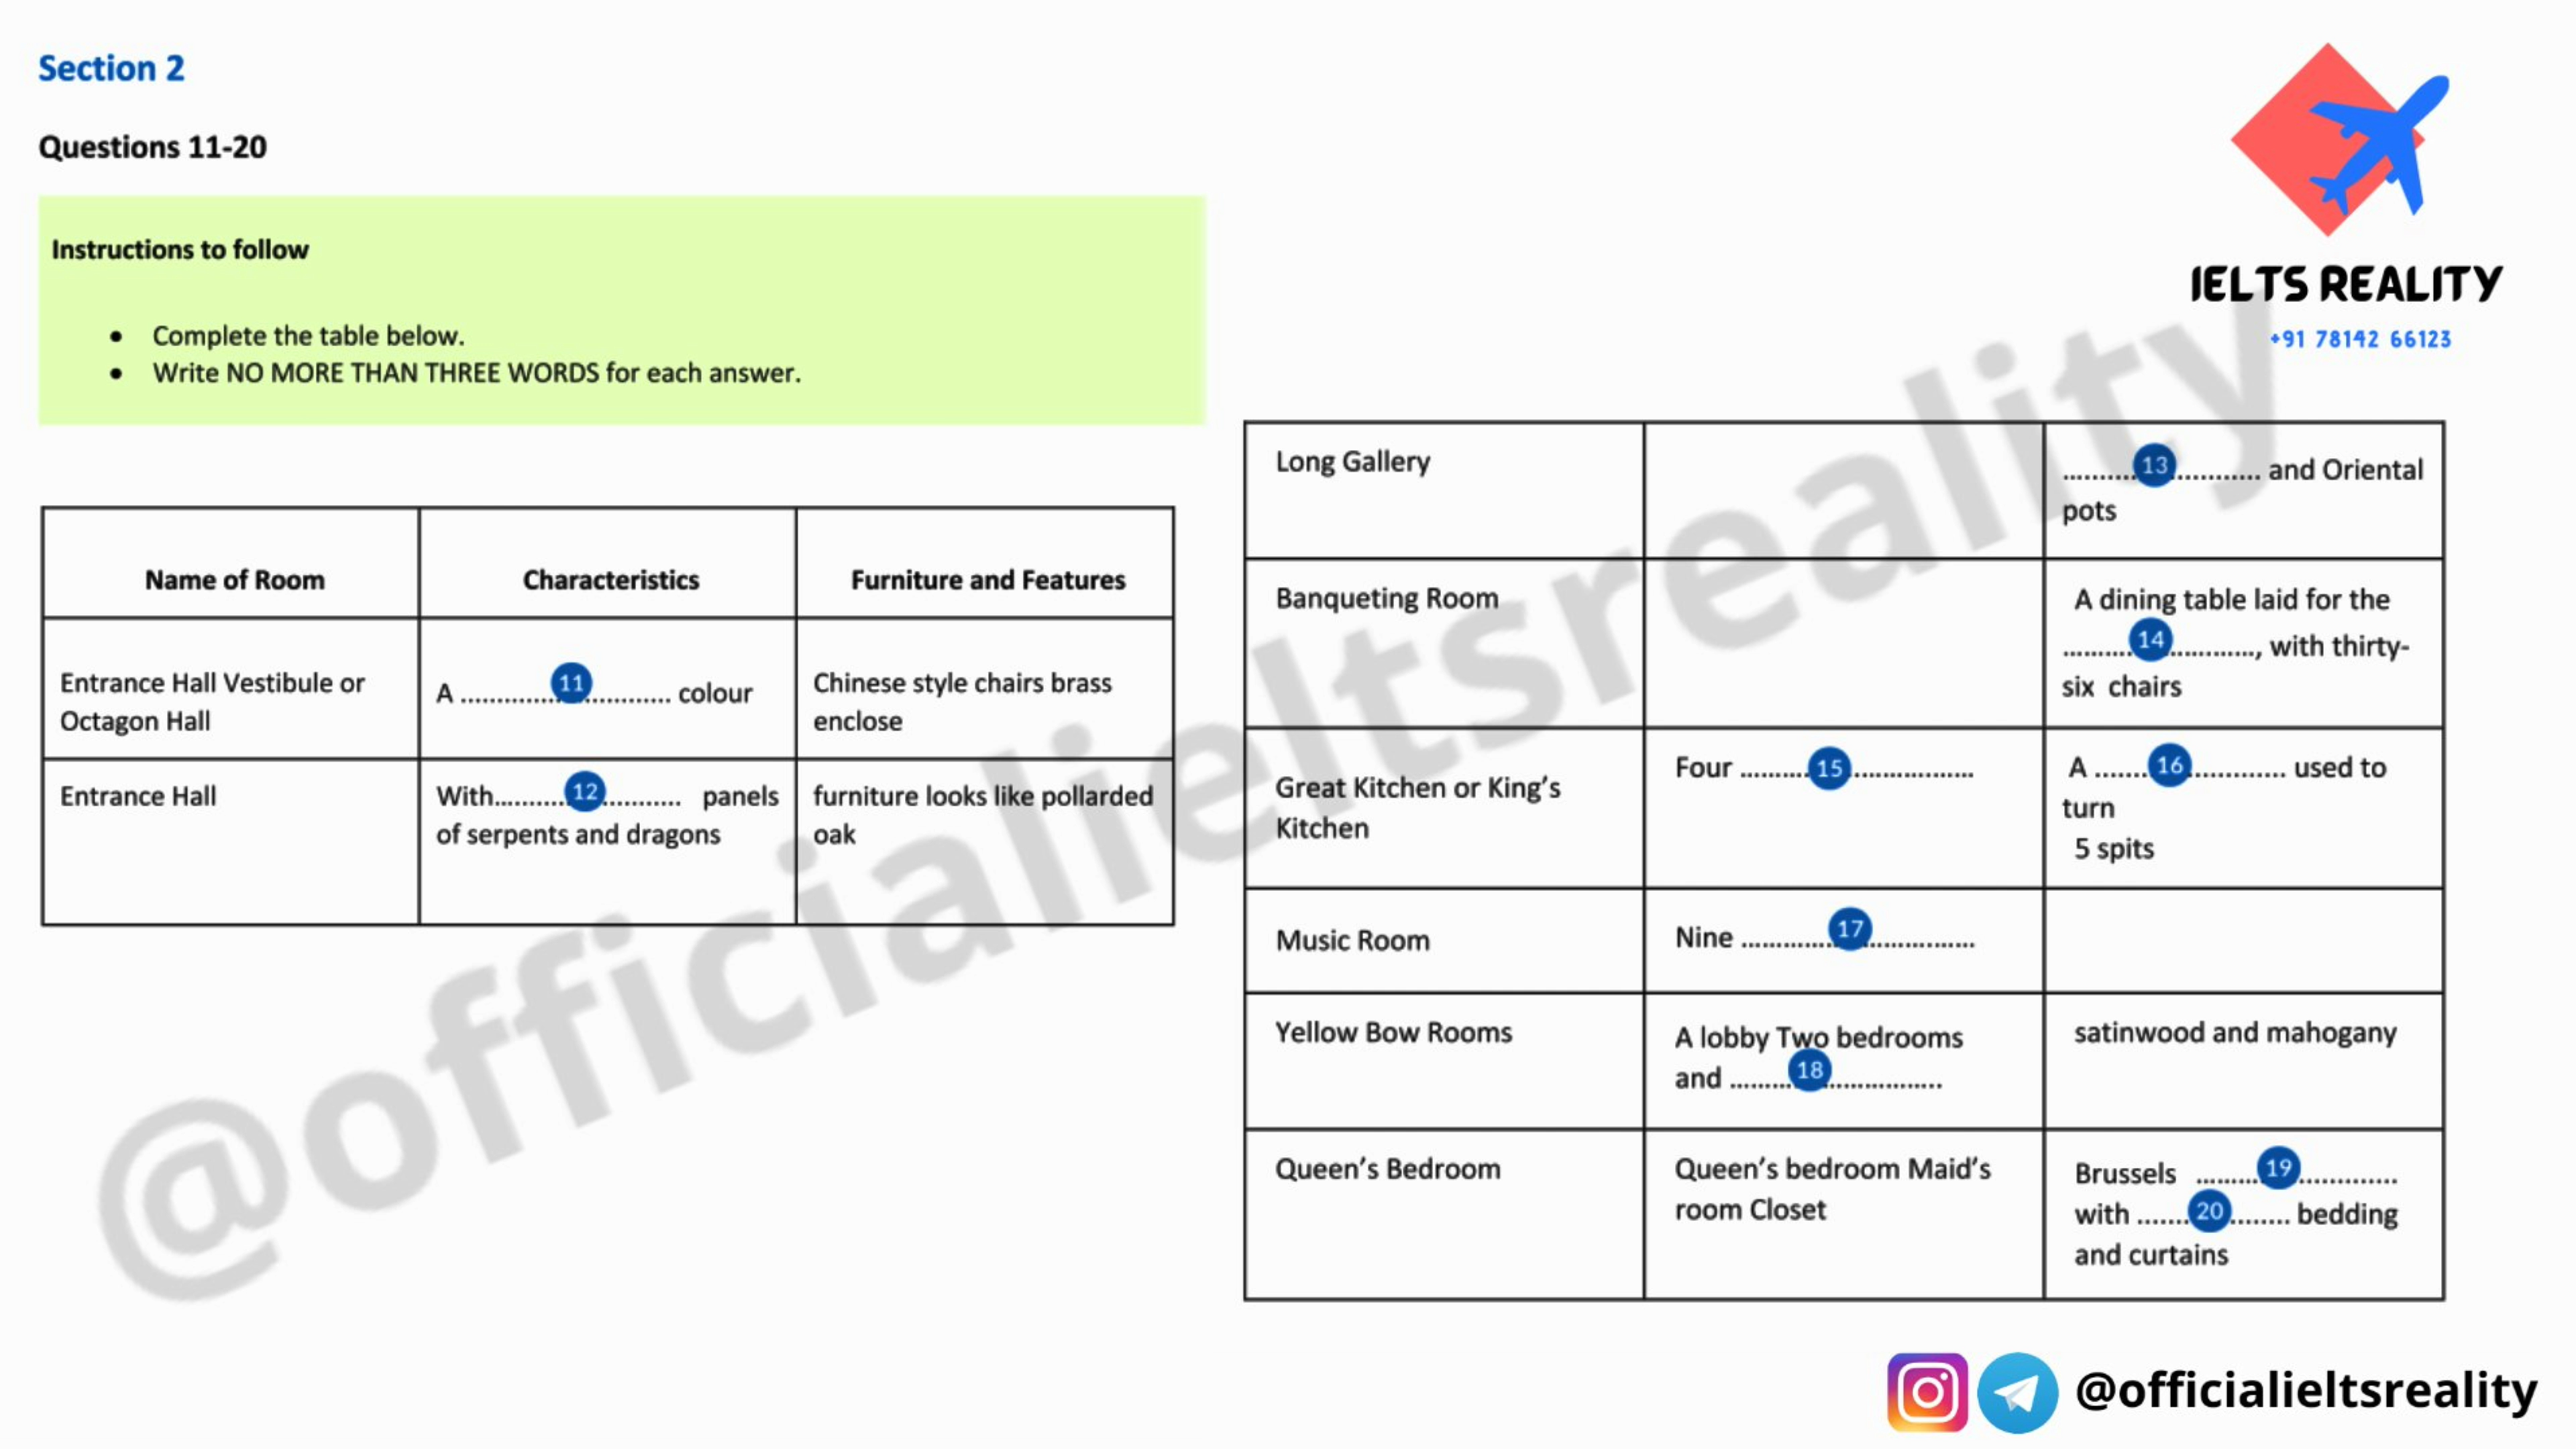 Section 2
Questions 11-20
Instructions to follow
• Complete the table below.
• Write NO MORE THAN THREE WORDS for each answer.
Name of Room
Characteristics
Furniture and Features
Entrance Hall Vestibule or
Octagon Hall
A ............11............ colour
Chinese style chairs brass
enclose
Entrance Hall
With..........12........... panels
of serpents and dragons
furniture looks like pollarded
oak
IELTS REALITY
+91 78142 66123
Long Gallery
..........13............ and Oriental
pots
Banqueting Room
A dining table laid for the
.........14............, with thirty-
six chairs
Great Kitchen or King's
Kitchen
Four .........15.................
A .......16............. used to
turn
5 spits
Music Room
Nine ............17...............
Yellow Bow Rooms
A lobby Two bedrooms
and ........18................
satinwood and mahogany
Queen's Bedroom
Queen's bedroom Maid's
room Closet
Brussels .........19.............
with .......20........ bedding
and curtains
@officialieltsreality
@officialieltsreality